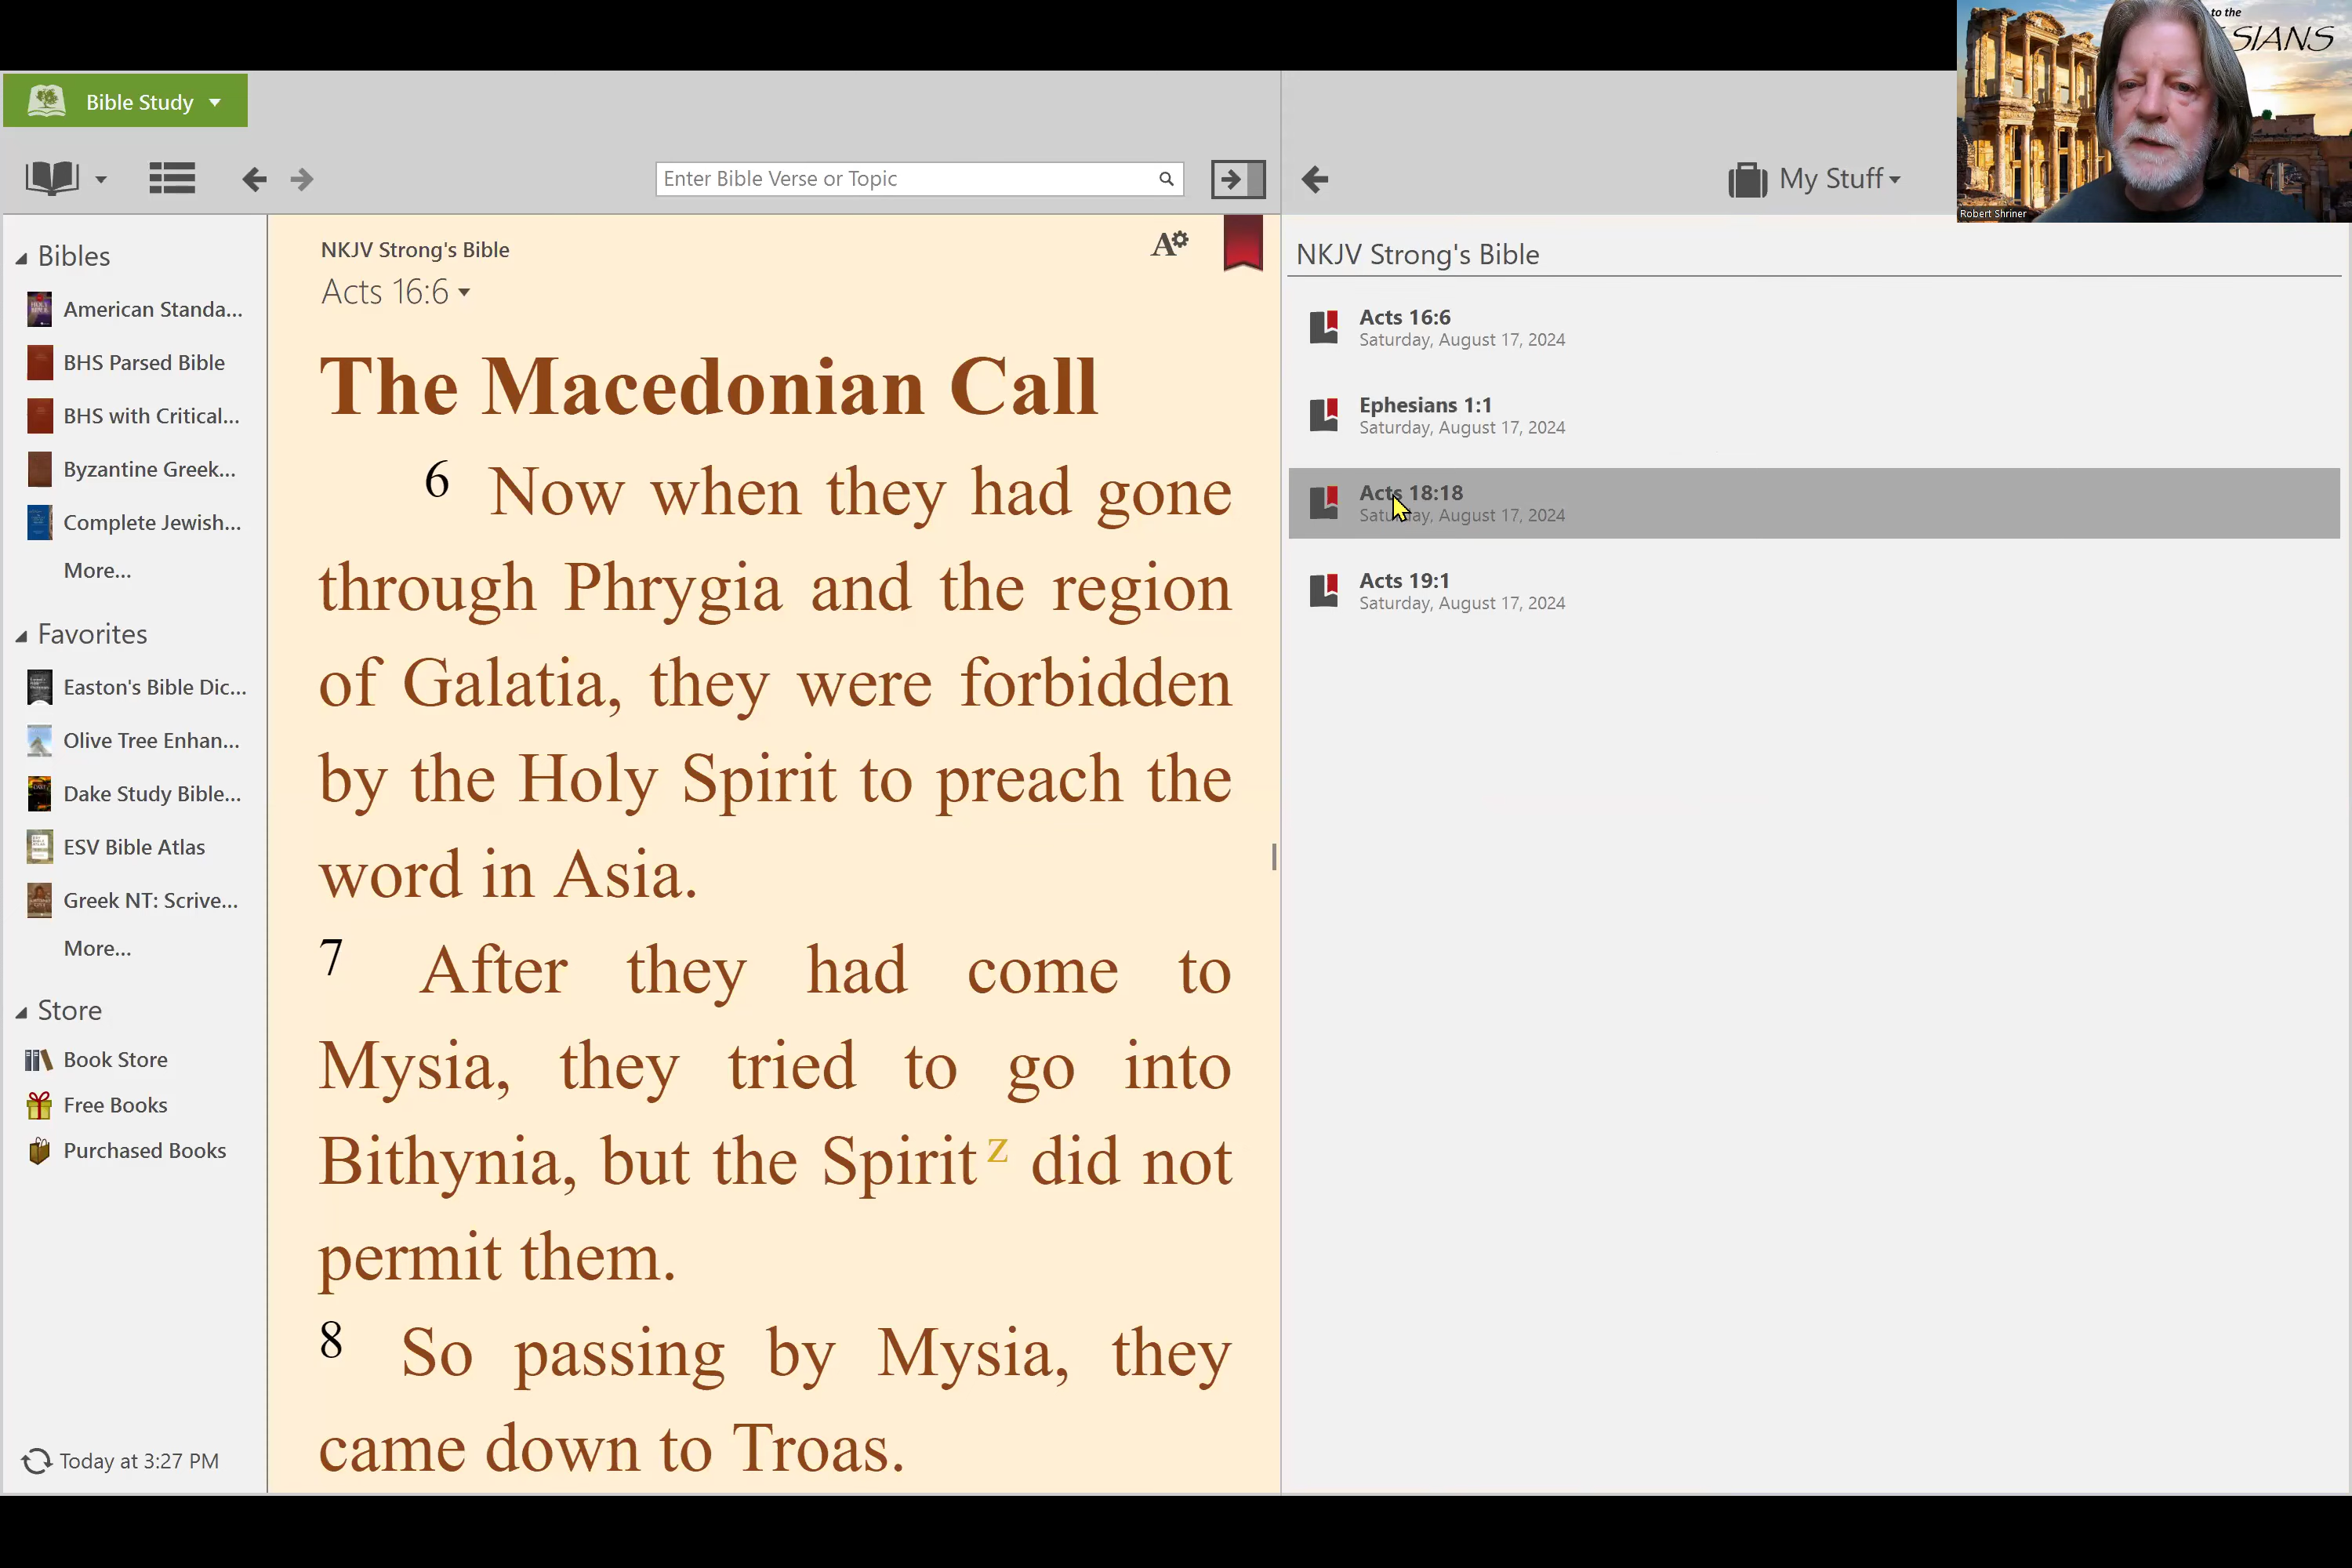 Bible Study
Enter Bible Verse or Topic
My Stuff
to the
SIANS
Robert Shriner
Bibles
American Standa...
BHS Parsed Bible
BHS with Critical...
Byzantine Greek...
Complete Jewish...
More...
Favorites
Easton's Bible Dic...
Olive Tree Enhan...
Dake Study Bible...
ESV Bible Atlas
Greek NT: Scrive...
More...
Store
Book Store
Free Books
Purchased Books
Today at 3:27 PM
NKJV Strong's Bible
Acts 16:6
The Macedonian Call
6 Now when they had gone
through Phrygia and the region
of Galatia, they were forbidden
by the Holy Spirit to preach the
word in Asia.
7 After they had come to
Mysia, they tried to go into
Bithynia, but the Spirit z did not
permit them.
8 So passing by Mysia, they
came down to Troas.
NKJV Strong's Bible
Acts 16:6
Saturday, August 17, 2024
Ephesians 1:1
Saturday, August 17, 2024
Acts 18:18
Saturday, August 17, 2024
Acts 19:1
Saturday, August 17, 2024